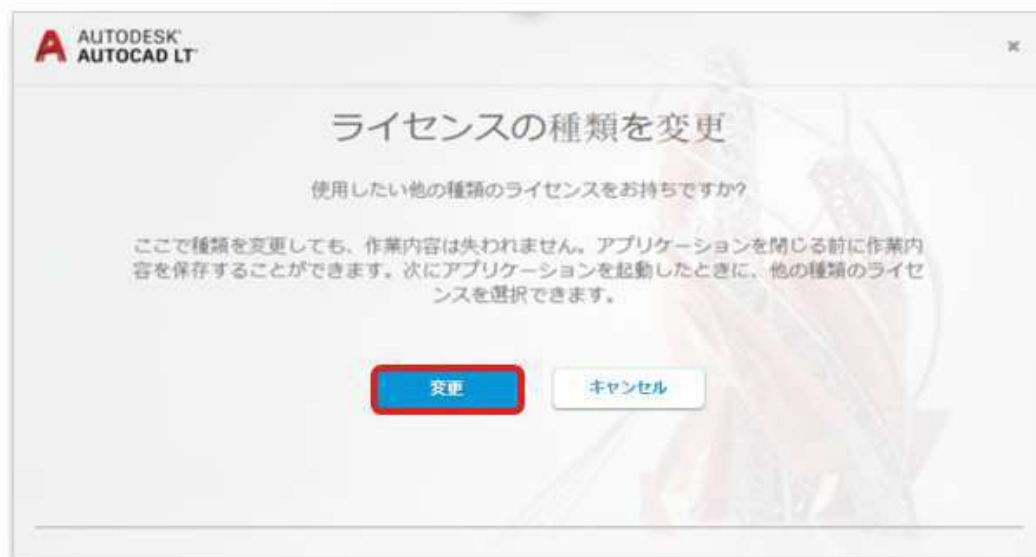 AUTODESK
AUTOCAD LT
ライセンスの種類を変更
使用したい他の種類のライセンスをお持ちですか?
ここで種類を変更しても、作業内容は失われません。アプリケーションを閉じる前に作業内
容を保存することができます。次にアプリケーションを起動したときに、他の種類のライセ
ンスを選択できます。
変更 キャンセル